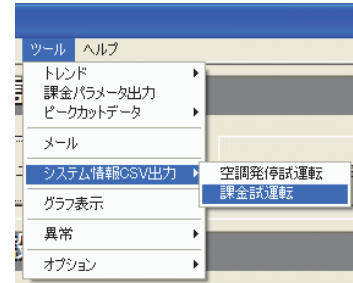 ツール ヘルプ
トレンド
課金パラメータ出力
ピークカットデータ
メール
システム情報CSV出力
空調発停試運転
課金試運転
グラフ表示
異常
オプション